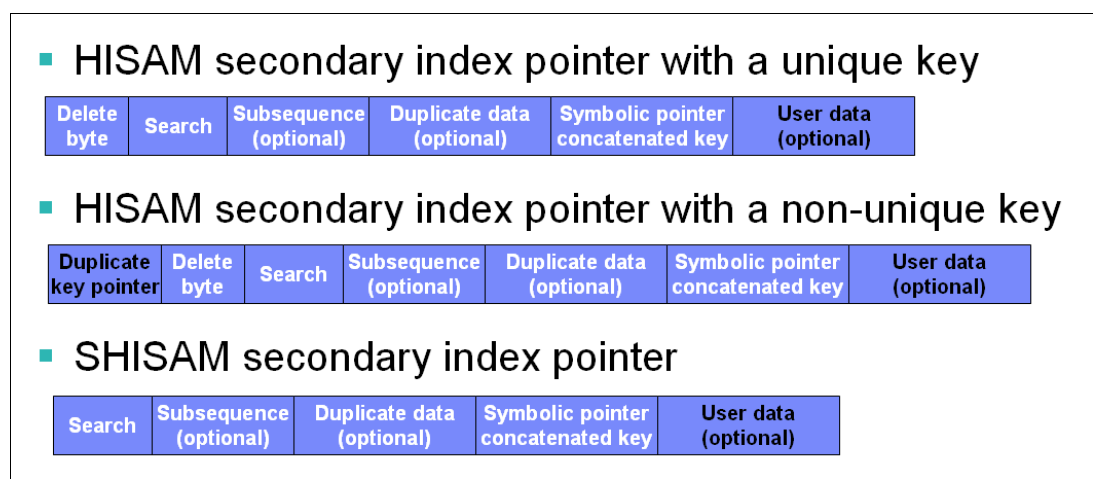 ▪ HISAM secondary index pointer with a unique key
Delete byte Search Subsequence (optional) Duplicate data (optional) Symbolic pointer concatenated key User data (optional)
▪ HISAM secondary index pointer with a non-unique key
Duplicate key pointer Delete byte Search Subsequence (optional) Duplicate data (optional) Symbolic pointer concatenated key User data (optional)
▪ SHISAM secondary index pointer
Search Subsequence (optional) Duplicate data (optional) Symbolic pointer concatenated key User data (optional)